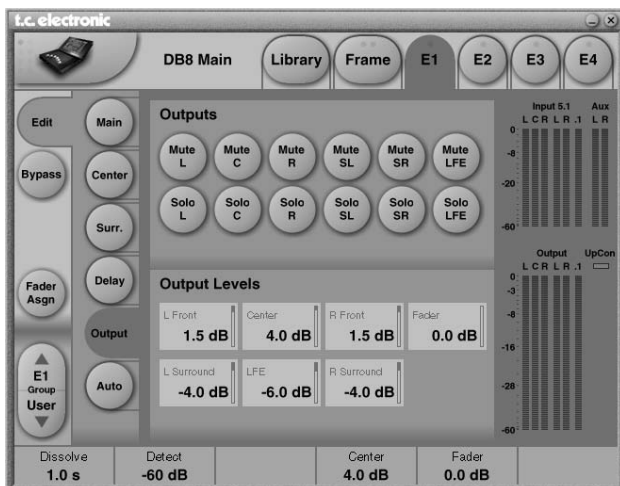 t.c. electronic
DB8 Main
Library
Frame
E1
E2
E3
E4
Edit
Bypass
Fader
Asgn
E1
Group
User
Main
Center
Surr.
Delay
Output
Auto
Outputs
Mute L
Mute C
Mute R
Mute SL
Mute SR
Mute LFE
Solo L
Solo C
Solo R
Solo SL
Solo SR
Solo LFE
Output Levels
L Front
1.5 dB
Center
4.0 dB
R Front
1.5 dB
Fader
0.0 dB
L Surround
-4.0 dB
LFE
-6.0 dB
R Surround
-4.0 dB
Input 5.1 Aux
L C R L R .1 L R
0
-8
-20
-60
Output UpCon
L C R L R .1
0
-3
-8
-16
-28
-60
Dissolve
1.0 s
Detect
-60 dB
Center
4.0 dB
Fader
0.0 dB